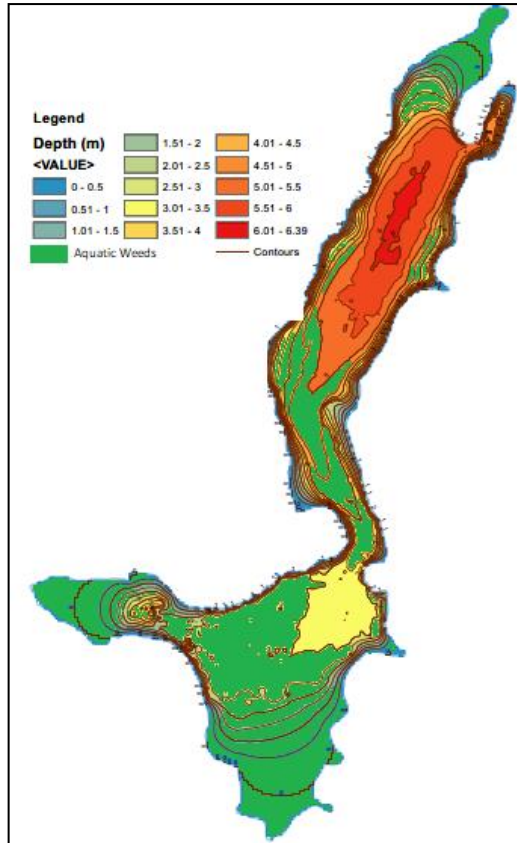 Legend
Depth (m)
<VALUE>
0 - 0.5
0.51 - 1
1.01 - 1.5
1.51 - 2
2.01 - 2.5
2.51 - 3
3.01 - 3.5
3.51 - 4
4.01 - 4.5
4.51 - 5
5.01 - 5.5
5.51 - 6
6.01 - 6.39
Aquatic Weeds
Contours